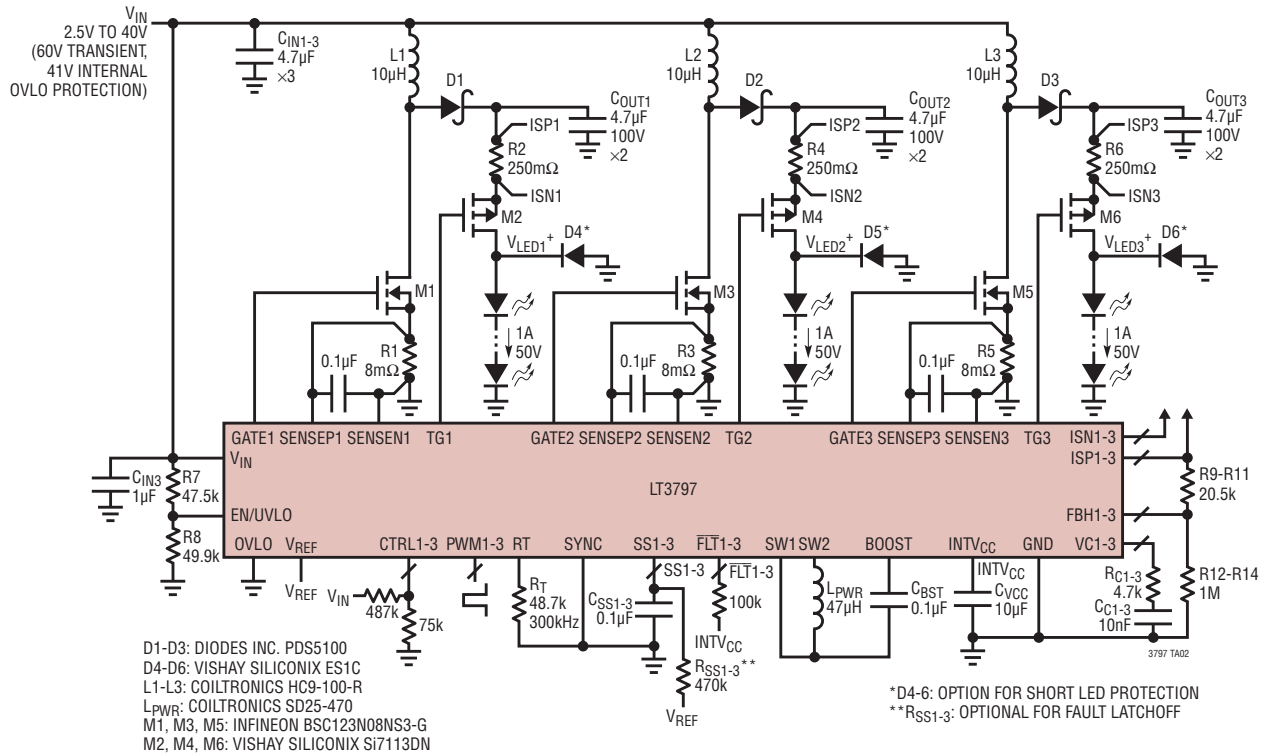 VIN
2.5V TO 40V
(60V TRANSIENT,
41V INTERNAL
OVLO PROTECTION)
CIN1-3
4.7µF
×3
L1
10µH
D1
COUT1
4.7µF
100V
×2
ISP1
R2
250mΩ
ISN1
M2
VLED1+
D4*
M1
1A
50V
R1
8mΩ
0.1µF
L2
10µH
D2
COUT2
4.7µF
100V
×2
ISP2
R4
250mΩ
ISN2
M4
VLED2+
D5*
M3
1A
50V
R3
8mΩ
0.1µF
L3
10µH
D3
COUT3
4.7µF
100V
×2
ISP3
R6
250mΩ
ISN3
M6
VLED3+
D6*
M5
1A
50V
R5
8mΩ
0.1µF
GATE1 SENSEP1 SENSEN1 TG1 GATE2 SENSEP2 SENSEN2 TG2 GATE3 SENSEP3 SENSEN3 TG3
ISN1-3
VIN
ISP1-3
CIN3
1µF
R7
47.5k
LT3797
R9-R11
20.5k
EN/UVLO
FBH1-3
R8
49.9k
OVLO VREF CTRL1-3 PWM1-3 RT SYNC SS1-3 FLT1-3 SW1 SW2 BOOST INTVCC GND VC1-3
VREF
VIN
487k
75k
RT
48.7k
300kHz
SS1-3
CSS1-3
0.1µF
FLT1-3
100k
INTVCC
RSS1-3**
470k
VREF
LPWR
47µH
CBST
0.1µF
INTVCC
CVCC
10µF
RC1-3
4.7k
CC1-3
10nF
R12-R14
1M
3797 TA02
D1-D3: DIODES INC. PDS5100
D4-D6: VISHAY SILICONIX ES1C
L1-L3: COILTRONICS HC9-100-R
LPWR: COILTRONICS SD25-470
M1, M3, M5: INFINEON BSC123N08NS3-G
M2, M4, M6: VISHAY SILICONIX Si7113DN
*D4-6: OPTION FOR SHORT LED PROTECTION
**RSS1-3: OPTIONAL FOR FAULT LATCHOFF